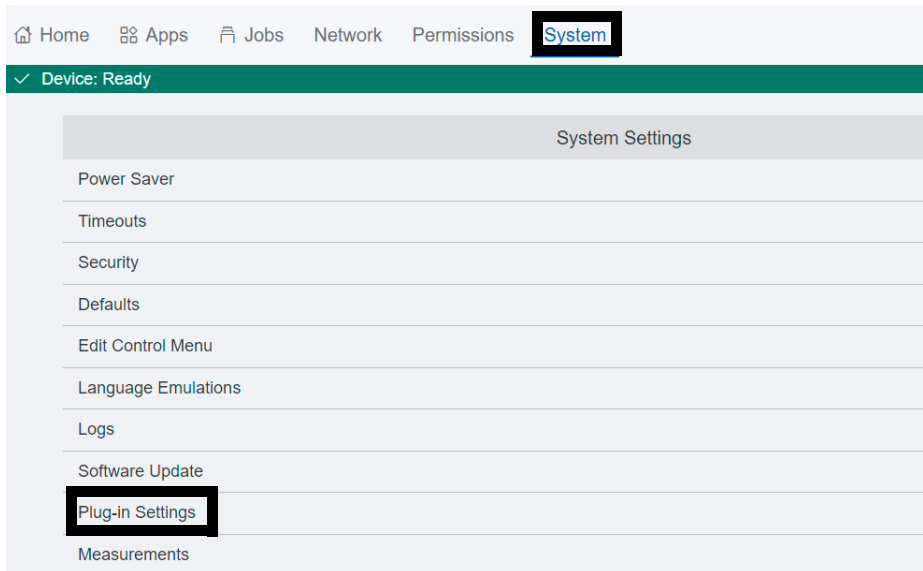 Home Apps Jobs Network Permissions System
Device: Ready
System Settings
Power Saver
Timeouts
Security
Defaults
Edit Control Menu
Language Emulations
Logs
Software Update
Plug-in Settings
Measurements